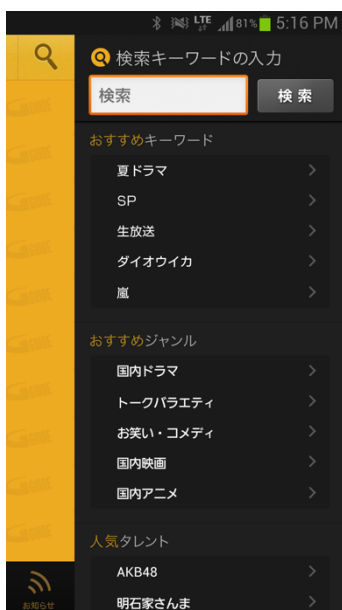 LTE 81% 5:16 PM
検索キーワードの入力
検索 検 索
おすすめキーワード
夏ドラマ
SP
生放送
ダイオウイカ
嵐
おすすめジャンル
国内ドラマ
トークバラエティ
お笑い・コメディ
国内映画
国内アニメ
人気タレント
AKB48
お知らせ
明石家さんま